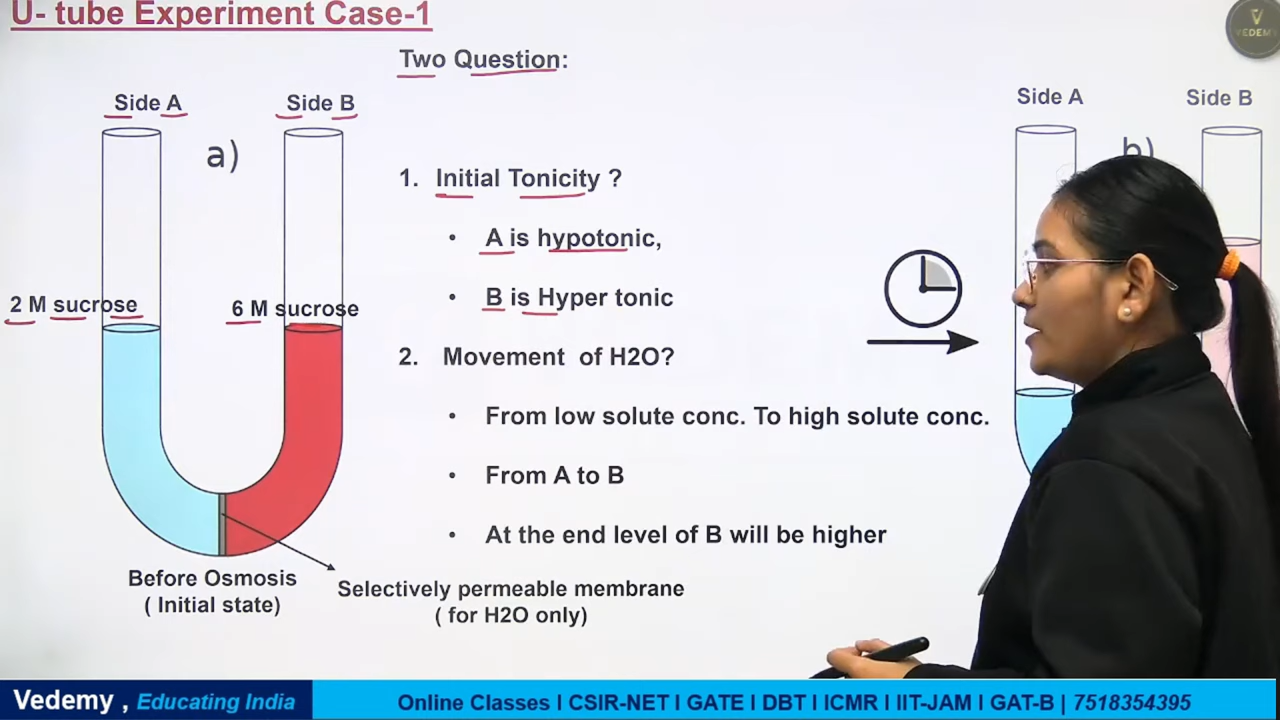 U- tube Experiment Case-1
VEDEMY
Two Question:
Side A
Side B
a)
1. Initial Tonicity ?
• A is hypotonic,
• B is Hyper tonic
2 M sucrose
6 M sucrose
2. Movement of H2O?
• From low solute conc. To high solute conc.
• From A to B
• At the end level of B will be higher
Before Osmosis
( Initial state)
Selectively permeable membrane
( for H2O only)
Side A
Side B
b)
Vedemy , Educating India
Online Classes I CSIR-NET I GATE I DBT I ICMR I IIT-JAM I GAT-B | 7518354395